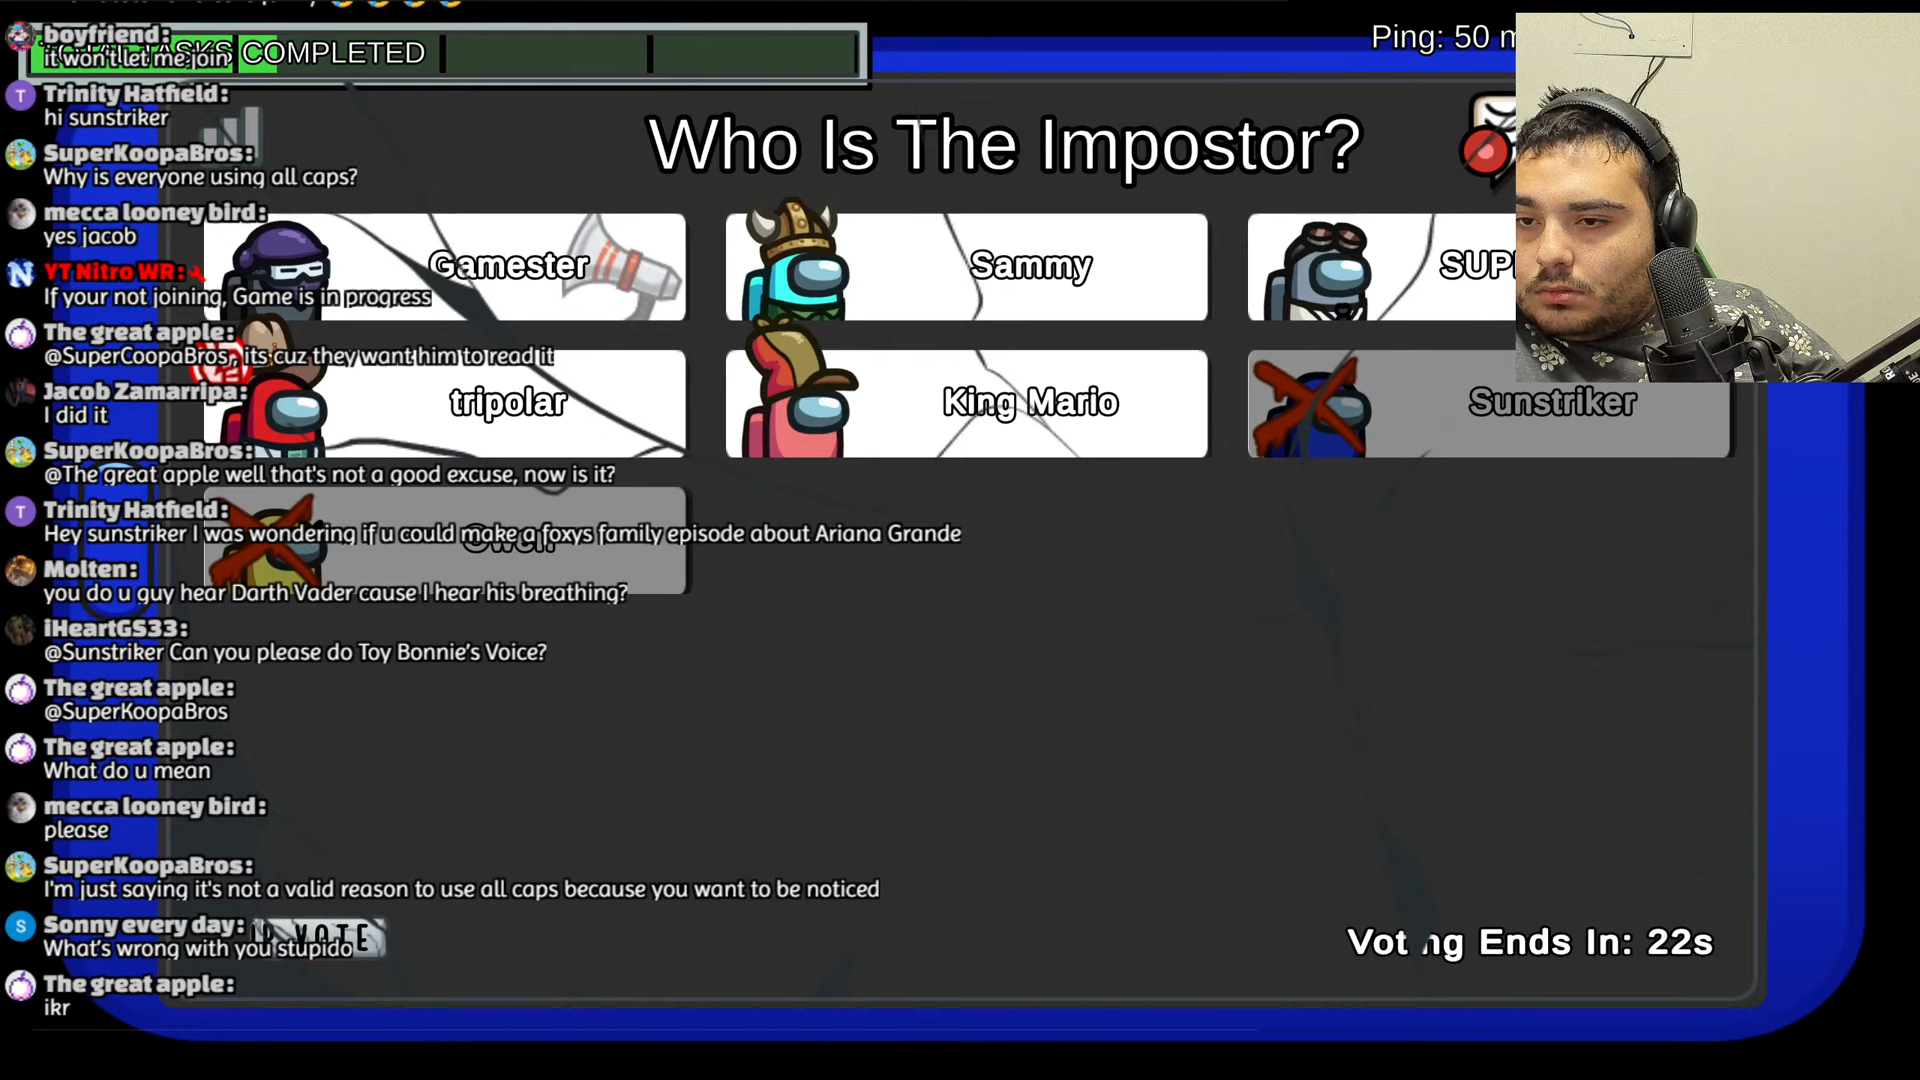 boyfriend:
it won't let me join
TOTAL TASKS COMPLETED
Ping: 50 m
Trinity Hatfield:
hi sunstriker
Who Is The Impostor?
SuperKoopaBros:
Why is everyone using all caps?
mecca looney bird:
yes jacob
Gamester
Sammy
SUP
YT Nitro WR:
If your not joining, Game is in progress
The great apple:
@SuperCoopaBros, its cuz they want him to read it
Jacob Zamarripa:
I did it
tripolar
King Mario
Sunstriker
SuperKoopaBros:
@The great apple well that's not a good excuse, now is it?
Trinity Hatfield:
Hey sunstriker I was wondering if u could make a foxys family episode about Ariana Grande
Owen
Molten:
you do u guy hear Darth Vader cause I hear his breathing?
iHeartGS33:
@Sunstriker Can you please do Toy Bonnie's Voice?
The great apple:
@SuperKoopaBros
The great apple:
What do u mean
mecca looney bird:
please
SuperKoopaBros:
I'm just saying it's not a valid reason to use all caps because you want to be noticed
Sonny every day:
What's wrong with you stupido
VOTE
Voting Ends In: 22s
The great apple:
ikr